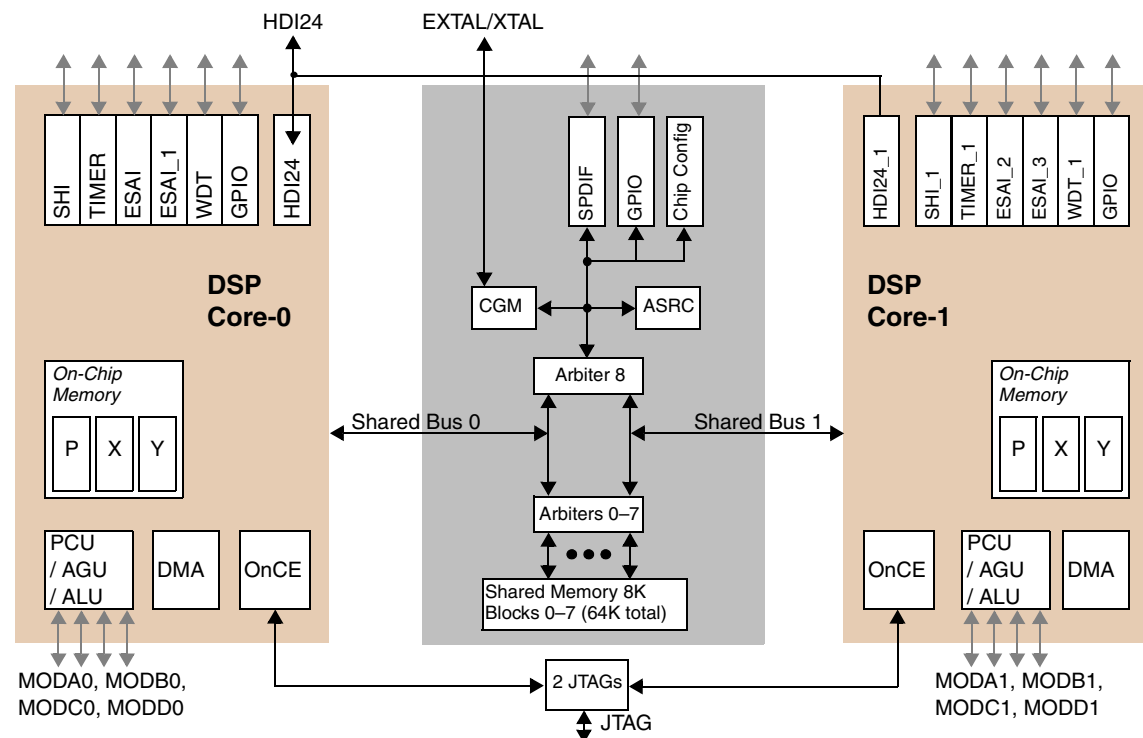 HDI24
EXTAL/XTAL
SHI
TIMER
ESAI
ESAI_1
WDT
GPIO
HDI24
SPDIF
GPIO
Chip Config
HDI24_1
SHI_1
TIMER_1
ESAI_2
ESAI_3
WDT_1
GPIO
DSP
Core-0
CGM
ASRC
DSP
Core-1
On-Chip
Memory
P
X
Y
Arbiter 8
Shared Bus 0
Shared Bus 1
On-Chip
Memory
P
X
Y
Arbiters 0–7
PCU
/ AGU
/ ALU
DMA
OnCE
Shared Memory 8K
Blocks 0–7 (64K total)
OnCE
PCU
/ AGU
/ ALU
DMA
MODA0, MODB0,
MODC0, MODD0
2 JTAGs
JTAG
MODA1, MODB1,
MODC1, MODD1